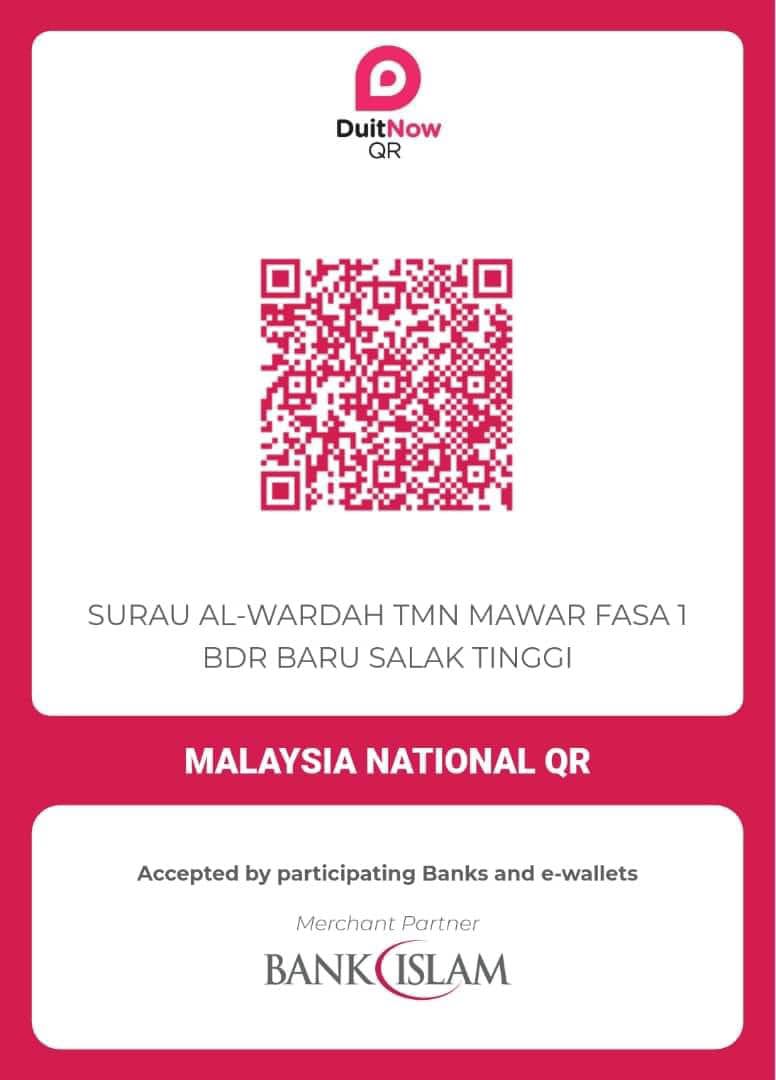 DuitNow
QR
SURAU AL-WARDAH TMN MAWAR FASA 1
BDR BARU SALAK TINGGI
MALAYSIA NATIONAL QR
Accepted by participating Banks and e-wallets
Merchant Partner
BANK ISLAM